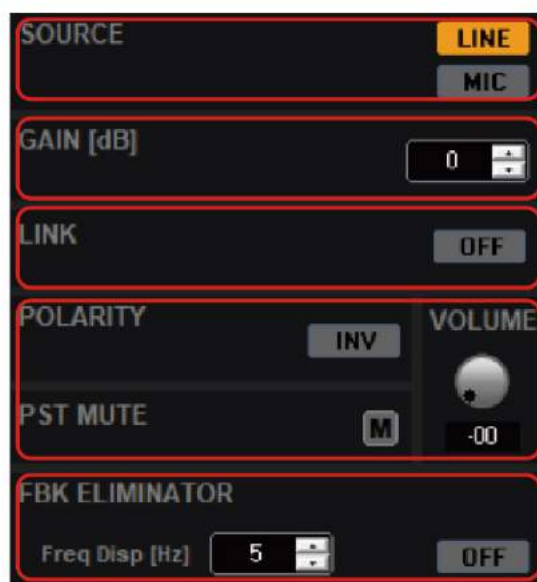 SOURCE LINE
MIC
GAIN [dB] 0
LINK OFF
POLARITY INV
VOLUME
PST MUTE M
-00
FBK ELIMINATOR
Freq Disp [Hz] 5 OFF